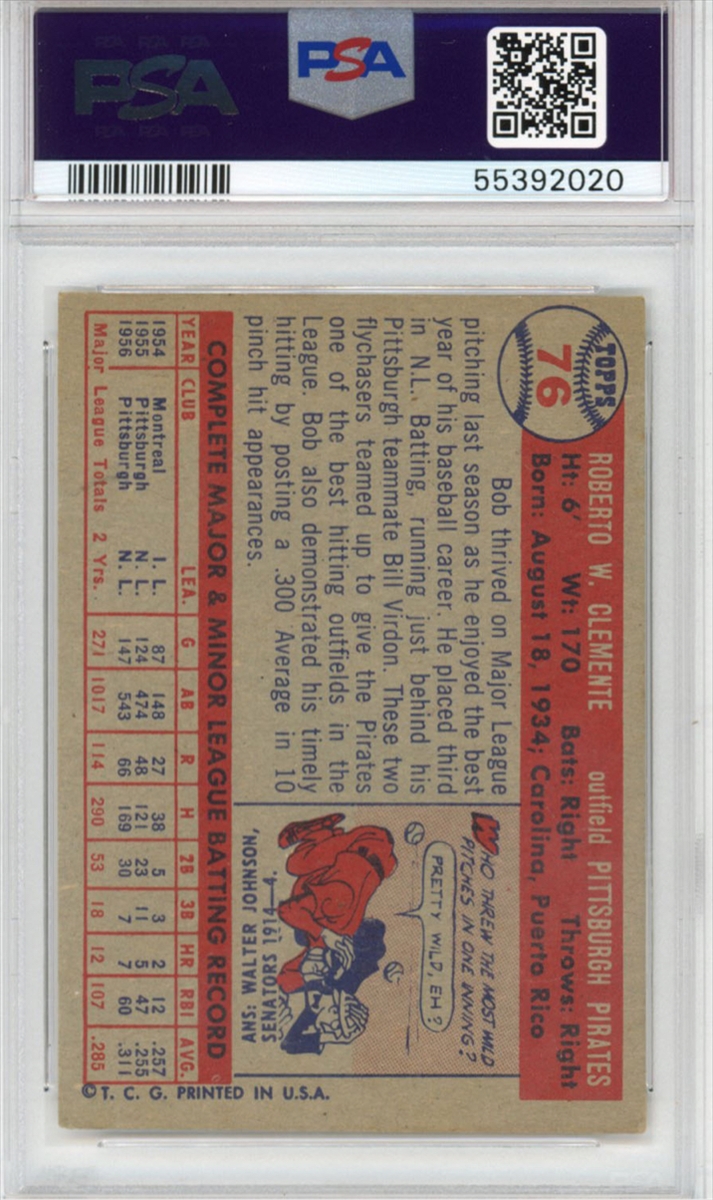 PSA PSA PSA
PSA
PSA PSA PSA
PSA
55392020
TOPPS
76
ROBERTO W. CLEMENTE outfield PITTSBURGH PIRATES
Ht: 6' Wt: 170 Bats: Right Throws: Right
Born: August 18, 1934; Carolina, Puerto Rico
Bob thrived on Major League
pitching last season as he enjoyed the best
year of his baseball career. He placed third
in N.L. Batting, running just behind his
Pittsburgh teammate Bill Virdon. These two
flychasers teamed up to give the Pirates
one of the best hitting outfields in the
League. Bob also demonstrated his timely
hitting by posting a .300 Average in 10
pinch hit appearances.
WHO THREW THE MOST WILD
PITCHES IN ONE INNING?
PRETTY WILD, EH?
ANS: WALTER JOHNSON,
SENATORS 1914—4.
COMPLETE MAJOR & MINOR LEAGUE BATTING RECORD
YEAR CLUB LEA. G AB R H 2B 3B HR RBI AVG.
1954 Montreal I. L. 87 148 27 38 5 3 2 12 .257
1955 Pittsburgh N. L. 124 474 48 121 23 11 5 47 .255
1956 Pittsburgh N. L. 147 543 66 169 30 7 7 60 .311
Major League Totals 2 Yrs. 271 1017 114 290 53 18 12 107 .285
© T. C. G. PRINTED IN U.S.A.